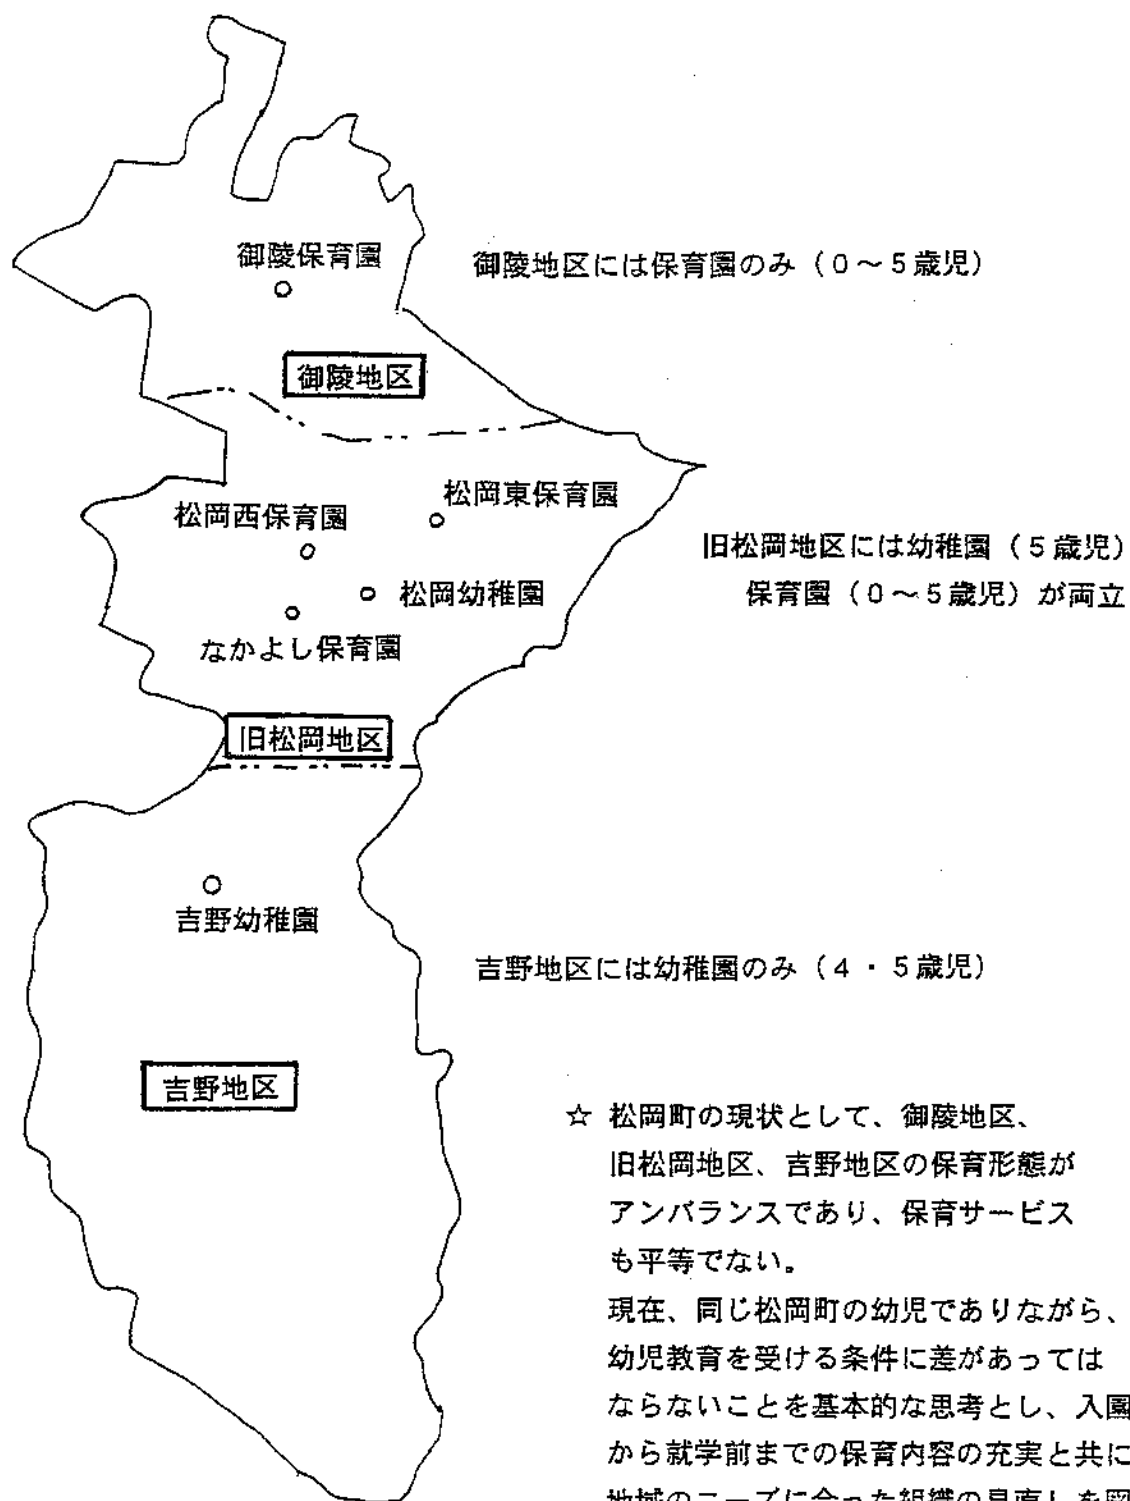 御陵保育園
御陵地区には保育園のみ（０～５歳児）
御陵地区
松岡東保育園
松岡西保育園
旧松岡地区には幼稚園（５歳児）
保育園（０～５歳児）が両立
松岡幼稚園
なかよし保育園
旧松岡地区
吉野幼稚園
吉野地区には幼稚園のみ（４・５歳児）
吉野地区
☆ 松岡町の現状として、御陵地区、
旧松岡地区、吉野地区の保育形態が
アンバランスであり、保育サービス
も平等でない。
現在、同じ松岡町の幼児でありながら、
幼児教育を受ける条件に差があっては
ならないことを基本的な思考とし、入園
から就学前までの保育内容の充実と共に